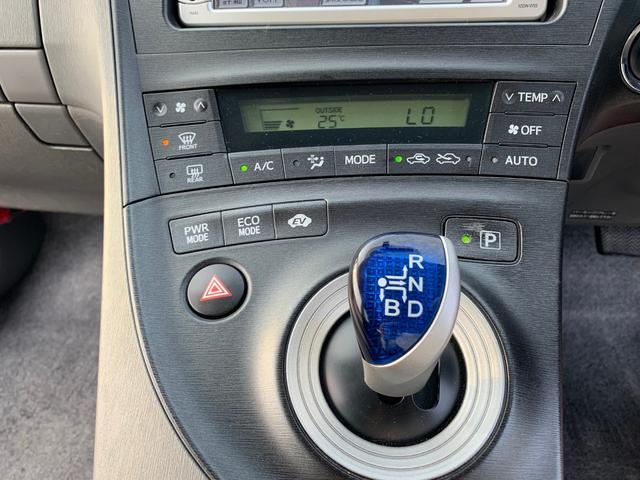 OUTSIDE
25℃
LO
TEMP
OFF
FRONT
REAR
A/C
MODE
AUTO
PWR
MODE
ECO
MODE
EV
P
R
N
B D